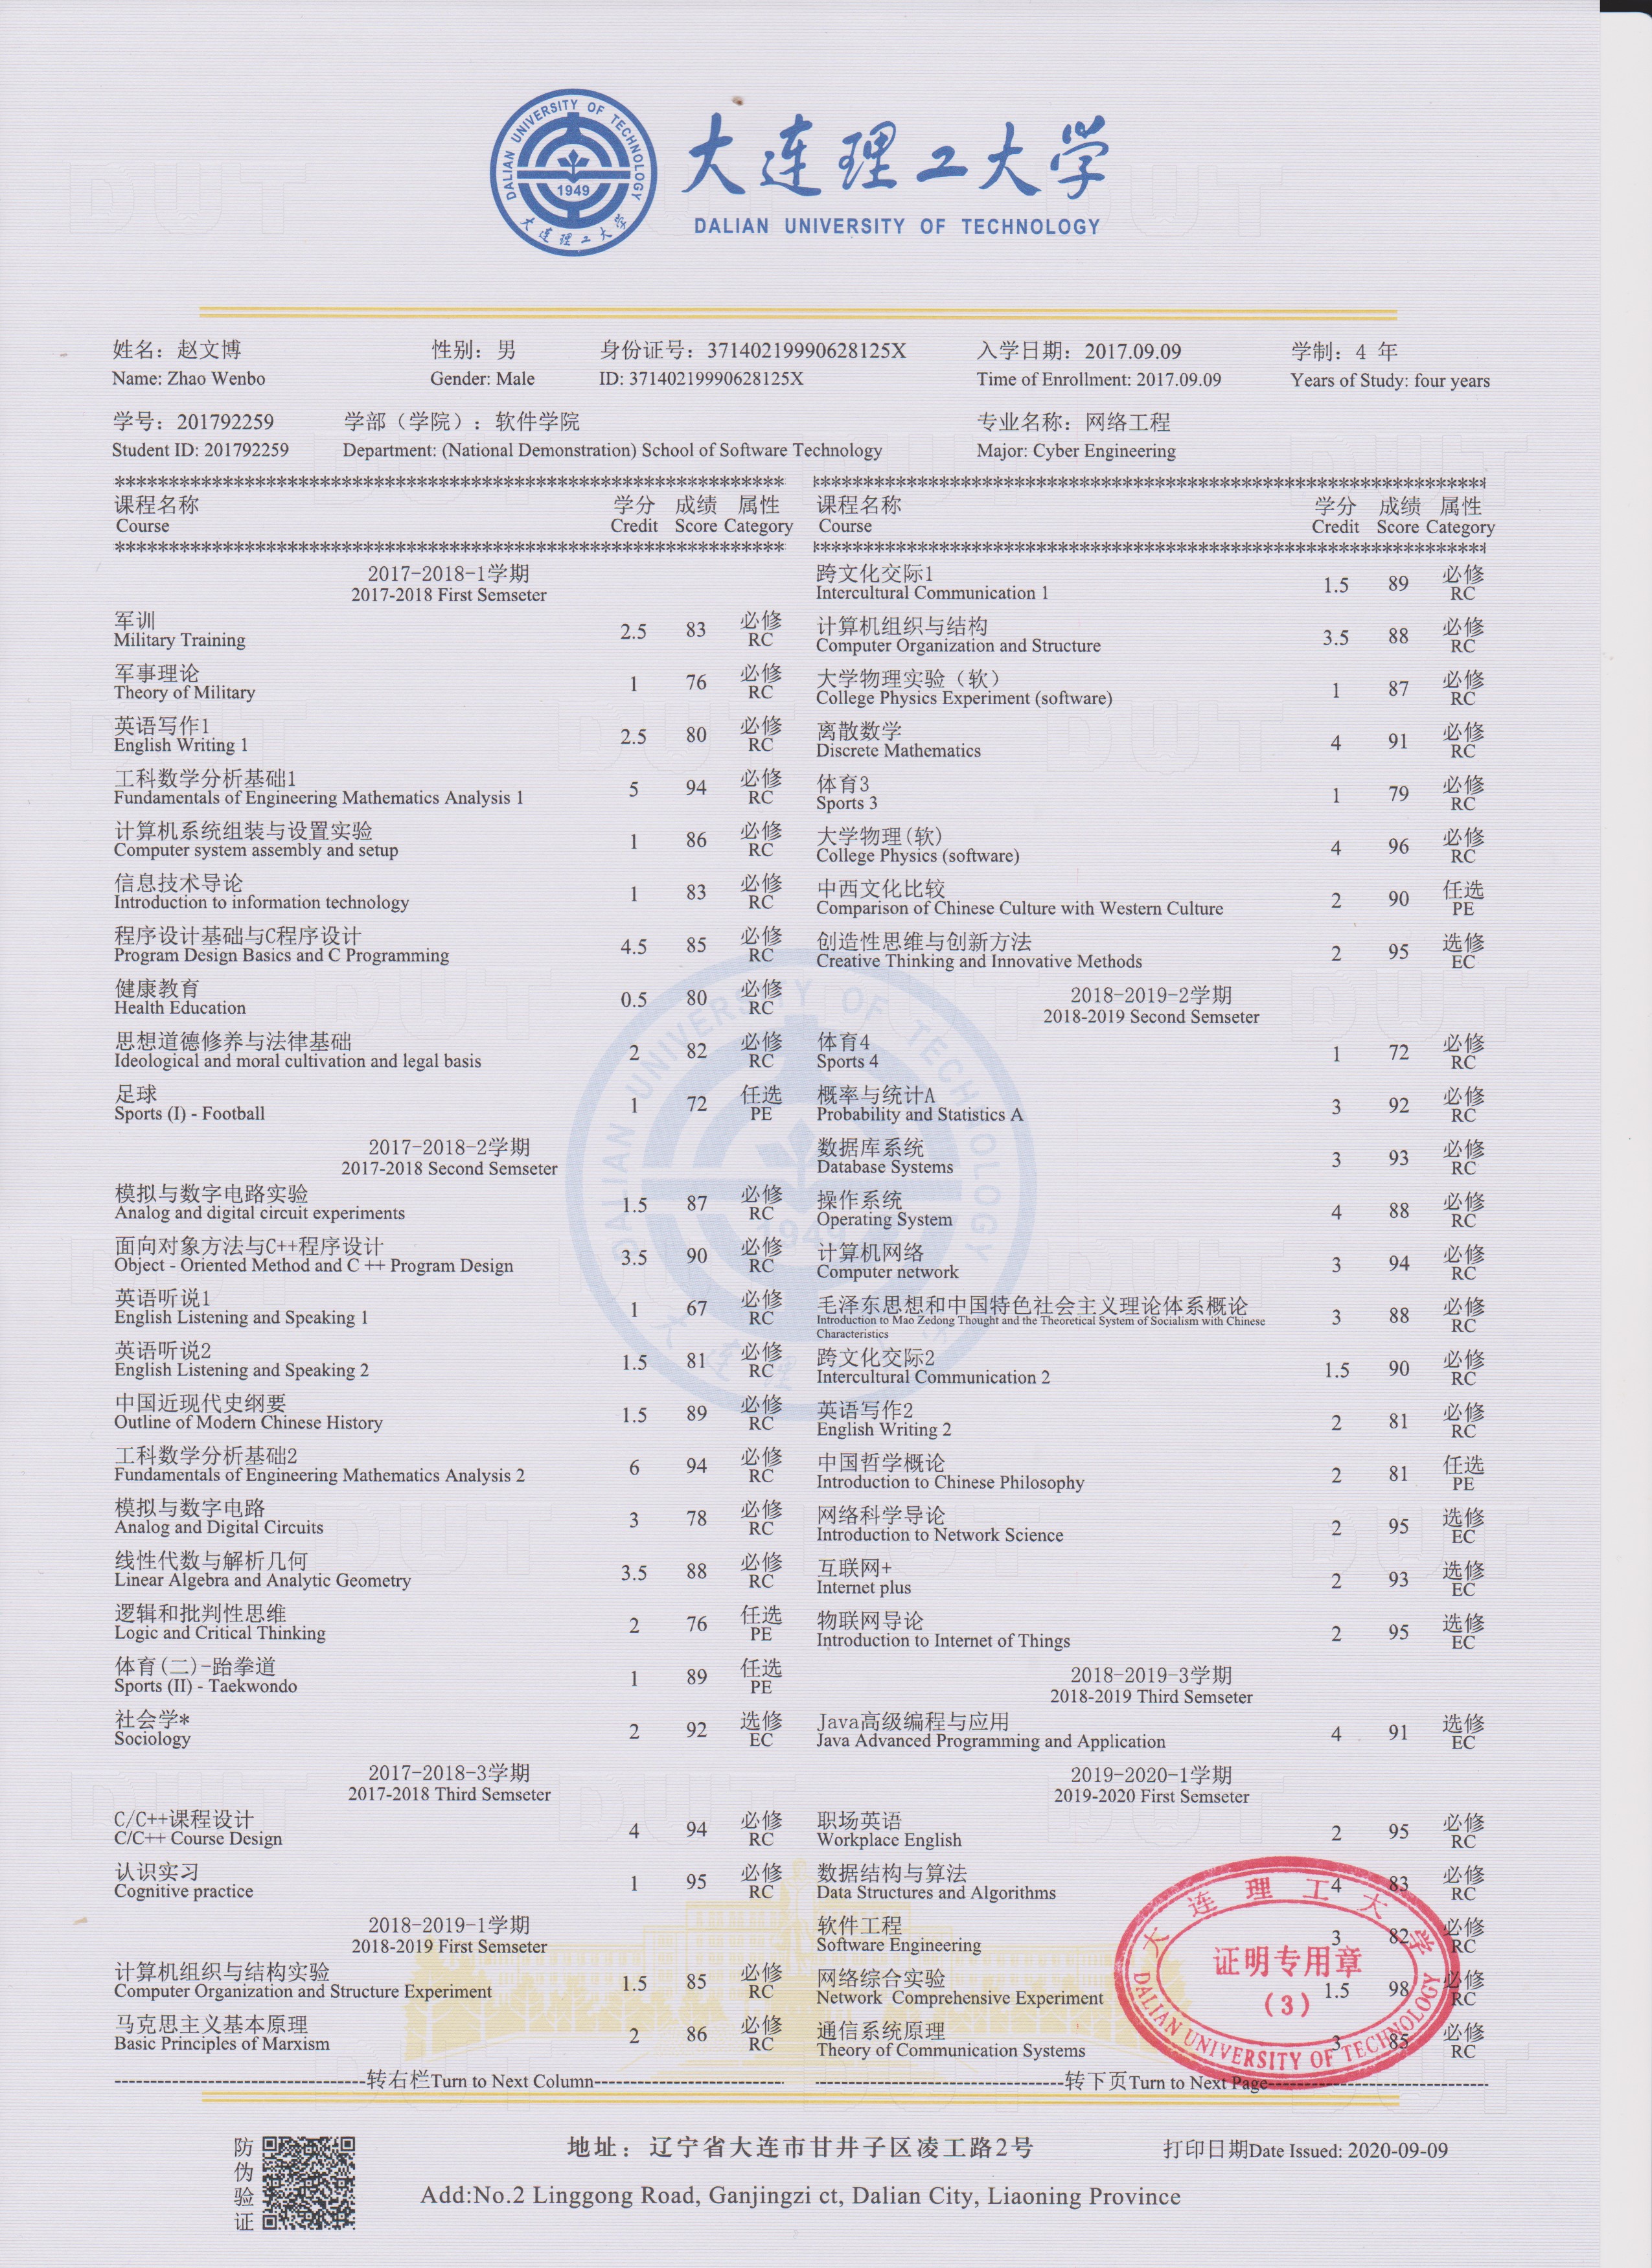 DALIAN UNIVERSITY OF TECHNOLOGY
1949
大连理工大学
大连理工大学
DALIAN UNIVERSITY OF TECHNOLOGY
姓名：赵文博 性别：男 身份证号：37140219990628125X 入学日期：2017.09.09 学制：4 年
Name: Zhao Wenbo Gender: Male ID: 37140219990628125X Time of Enrollment: 2017.09.09 Years of Study: four years
学号：201792259 学部（学院）：软件学院 专业名称：网络工程
Student ID: 201792259 Department: (National Demonstration) School of Software Technology Major: Cyber Engineering
课程名称 学分 成绩 属性
Course Credit Score Category
2017-2018-1学期
2017-2018 First Semseter
军训 必修
Military Training 2.5 83 RC
军事理论 必修
Theory of Military 1 76 RC
英语写作1 必修
English Writing 1 2.5 80 RC
工科数学分析基础1 必修
Fundamentals of Engineering Mathematics Analysis 1 5 94 RC
计算机系统组装与设置实验 必修
Computer system assembly and setup 1 86 RC
信息技术导论 必修
Introduction to information technology 1 83 RC
程序设计基础与C程序设计 必修
Program Design Basics and C Programming 4.5 85 RC
健康教育 必修
Health Education 0.5 80 RC
思想道德修养与法律基础 必修
Ideological and moral cultivation and legal basis 2 82 RC
足球 任选
Sports (I) - Football 1 72 PE
2017-2018-2学期
2017-2018 Second Semseter
模拟与数字电路实验 必修
Analog and digital circuit experiments 1.5 87 RC
面向对象方法与C++程序设计 必修
Object - Oriented Method and C ++ Program Design 3.5 90 RC
英语听说1 必修
English Listening and Speaking 1 1 67 RC
英语听说2 必修
English Listening and Speaking 2 1.5 81 RC
中国近现代史纲要 必修
Outline of Modern Chinese History 1.5 89 RC
工科数学分析基础2 必修
Fundamentals of Engineering Mathematics Analysis 2 6 94 RC
模拟与数字电路 必修
Analog and Digital Circuits 3 78 RC
线性代数与解析几何 必修
Linear Algebra and Analytic Geometry 3.5 88 RC
逻辑和批判性思维 任选
Logic and Critical Thinking 2 76 PE
体育(二)-跆拳道 任选
Sports (II) - Taekwondo 1 89 PE
社会学* 选修
Sociology 2 92 EC
2017-2018-3学期
2017-2018 Third Semseter
C/C++课程设计 必修
C/C++ Course Design 4 94 RC
认识实习 必修
Cognitive practice 1 95 RC
2018-2019-1学期
2018-2019 First Semseter
计算机组织与结构实验 必修
Computer Organization and Structure Experiment 1.5 85 RC
马克思主义基本原理 必修
Basic Principles of Marxism 2 86 RC
转右栏Turn to Next Column
课程名称 学分 成绩 属性
Course Credit Score Category
跨文化交际1 必修
Intercultural Communication 1 1.5 89 RC
计算机组织与结构 必修
Computer Organization and Structure 3.5 88 RC
大学物理实验（软） 必修
College Physics Experiment (software) 1 87 RC
离散数学 必修
Discrete Mathematics 4 91 RC
体育3 必修
Sports 3 1 79 RC
大学物理(软) 必修
College Physics (software) 4 96 RC
中西文化比较 任选
Comparison of Chinese Culture with Western Culture 2 90 PE
创造性思维与创新方法 选修
Creative Thinking and Innovative Methods 2 95 EC
2018-2019-2学期
2018-2019 Second Semseter
体育4 必修
Sports 4 1 72 RC
概率与统计A 必修
Probability and Statistics A 3 92 RC
数据库系统 必修
Database Systems 3 93 RC
操作系统 必修
Operating System 4 88 RC
计算机网络 必修
Computer network 3 94 RC
毛泽东思想和中国特色社会主义理论体系概论 必修
Introduction to Mao Zedong Thought and the Theoretical System of Socialism with Chinese 3 88 RC
Characteristics
跨文化交际2 必修
Intercultural Communication 2 1.5 90 RC
英语写作2 必修
English Writing 2 2 81 RC
中国哲学概论 任选
Introduction to Chinese Philosophy 2 81 PE
网络科学导论 选修
Introduction to Network Science 2 95 EC
互联网+ 选修
Internet plus 2 93 EC
物联网导论 选修
Introduction to Internet of Things 2 95 EC
2018-2019-3学期
2018-2019 Third Semseter
Java高级编程与应用 选修
Java Advanced Programming and Application 4 91 EC
2019-2020-1学期
2019-2020 First Semseter
职场英语 必修
Workplace English 2 95 RC
数据结构与算法 必修
Data Structures and Algorithms 4 83 RC
软件工程 必修
Software Engineering 3 82 RC
网络综合实验 必修
Network Comprehensive Experiment 1.5 98 RC
通信系统原理 必修
Theory of Communication Systems 3 85 RC
转下页Turn to Next Page
大连理工大学
证明专用章
(3)
DALIAN UNIVERSITY OF TECHNOLOGY
防伪验证
地址：辽宁省大连市甘井子区凌工路2号 打印日期Date Issued: 2020-09-09
Add:No.2 Linggong Road, Ganjingzi ct, Dalian City, Liaoning Province